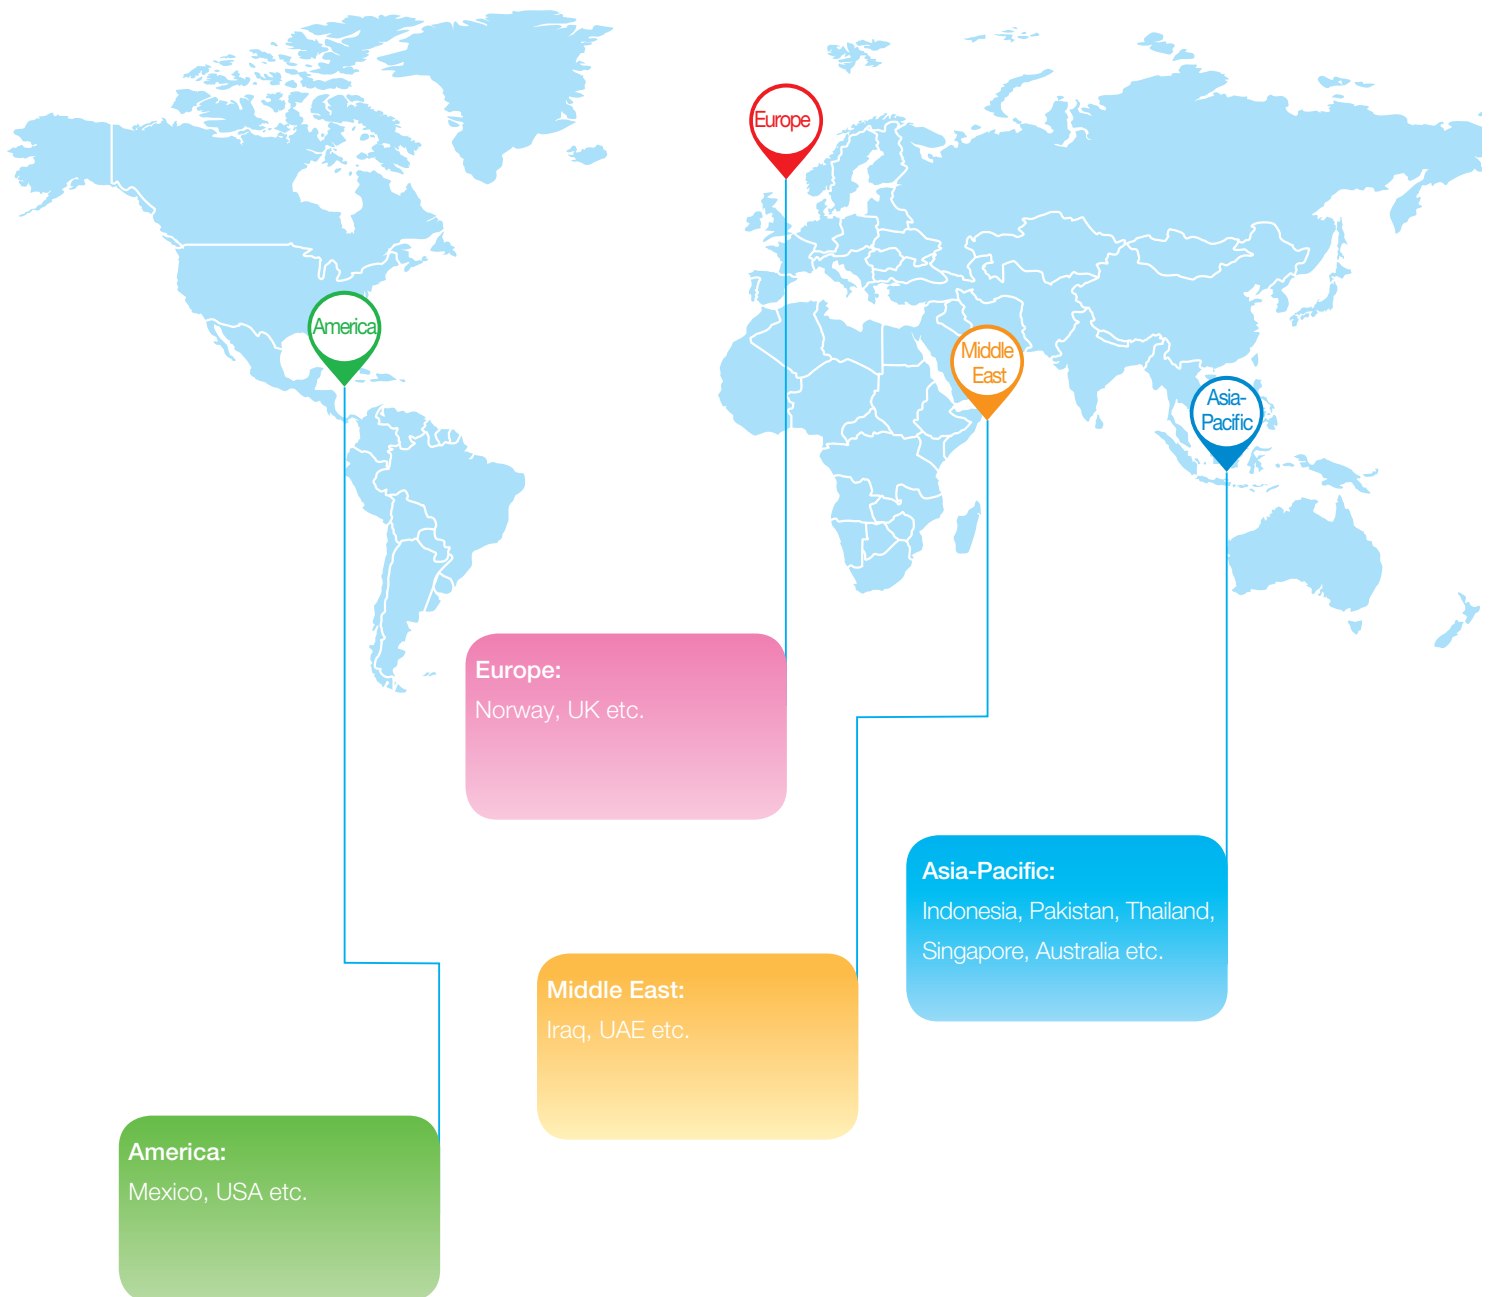 Europe
America
Middle
East
Asia-
Pacific
Europe:
Norway, UK etc.
Asia-Pacific:
Indonesia, Pakistan, Thailand,
Singapore, Australia etc.
Middle East:
Iraq, UAE etc.
America:
Mexico, USA etc.